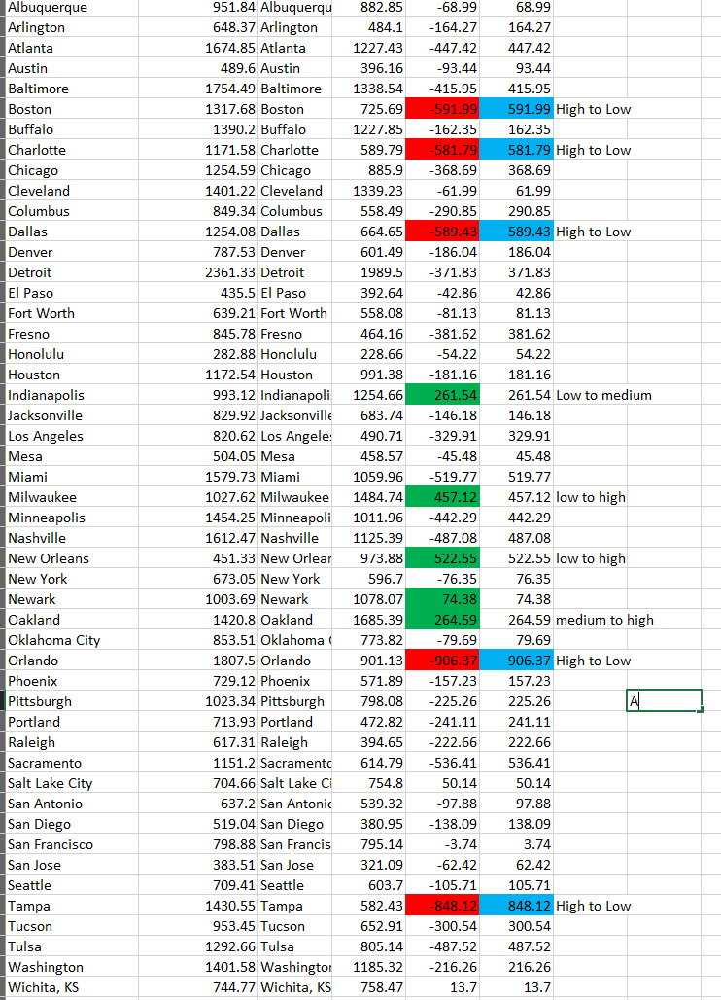 Albuquerque 951.84 Albuquerqu 882.85 -68.99 68.99
Arlington 648.37 Arlington 484.1 -164.27 164.27
Atlanta 1674.85 Atlanta 1227.43 -447.42 447.42
Austin 489.6 Austin 396.16 -93.44 93.44
Baltimore 1754.49 Baltimore 1338.54 -415.95 415.95
Boston 1317.68 Boston 725.69 -591.99 591.99 High to Low
Buffalo 1390.2 Buffalo 1227.85 -162.35 162.35
Charlotte 1171.58 Charlotte 589.79 -581.79 581.79 High to Low
Chicago 1254.59 Chicago 885.9 -368.69 368.69
Cleveland 1401.22 Cleveland 1339.23 -61.99 61.99
Columbus 849.34 Columbus 558.49 -290.85 290.85
Dallas 1254.08 Dallas 664.65 -589.43 589.43 High to Low
Denver 787.53 Denver 601.49 -186.04 186.04
Detroit 2361.33 Detroit 1989.5 -371.83 371.83
El Paso 435.5 El Paso 392.64 -42.86 42.86
Fort Worth 639.21 Fort Worth 558.08 -81.13 81.13
Fresno 845.78 Fresno 464.16 -381.62 381.62
Honolulu 282.88 Honolulu 228.66 -54.22 54.22
Houston 1172.54 Houston 991.38 -181.16 181.16
Indianapolis 993.12 Indianapoli 1254.66 261.54 261.54 Low to medium
Jacksonville 829.92 Jacksonville 683.74 -146.18 146.18
Los Angeles 820.62 Los Angeles 490.71 -329.91 329.91
Mesa 504.05 Mesa 458.57 -45.48 45.48
Miami 1579.73 Miami 1059.96 -519.77 519.77
Milwaukee 1027.62 Milwaukee 1484.74 457.12 457.12 low to high
Minneapolis 1454.25 Minneapoli 1011.96 -442.29 442.29
Nashville 1612.47 Nashville 1125.39 -487.08 487.08
New Orleans 451.33 New Orlear 973.88 522.55 522.55 low to high
New York 673.05 New York 596.7 -76.35 76.35
Newark 1003.69 Newark 1078.07 74.38 74.38
Oakland 1420.8 Oakland 1685.39 264.59 264.59 medium to high
Oklahoma City 853.51 Oklahoma 773.82 -79.69 79.69
Orlando 1807.5 Orlando 901.13 -906.37 906.37 High to Low
Phoenix 729.12 Phoenix 571.89 -157.23 157.23
Pittsburgh 1023.34 Pittsburgh 798.08 -225.26 225.26 A
Portland 713.93 Portland 472.82 -241.11 241.11
Raleigh 617.31 Raleigh 394.65 -222.66 222.66
Sacramento 1151.2 Sacramento 614.79 -536.41 536.41
Salt Lake City 704.66 Salt Lake Ci 754.8 50.14 50.14
San Antonio 637.2 San Antonio 539.32 -97.88 97.88
San Diego 519.04 San Diego 380.95 -138.09 138.09
San Francisco 798.88 San Francis 795.14 -3.74 3.74
San Jose 383.51 San Jose 321.09 -62.42 62.42
Seattle 709.41 Seattle 603.7 -105.71 105.71
Tampa 1430.55 Tampa 582.43 -848.12 848.12 High to Low
Tucson 953.45 Tucson 652.91 -300.54 300.54
Tulsa 1292.66 Tulsa 805.14 -487.52 487.52
Washington 1401.58 Washington 1185.32 -216.26 216.26
Wichita, KS 744.77 Wichita, KS 758.47 13.7 13.7